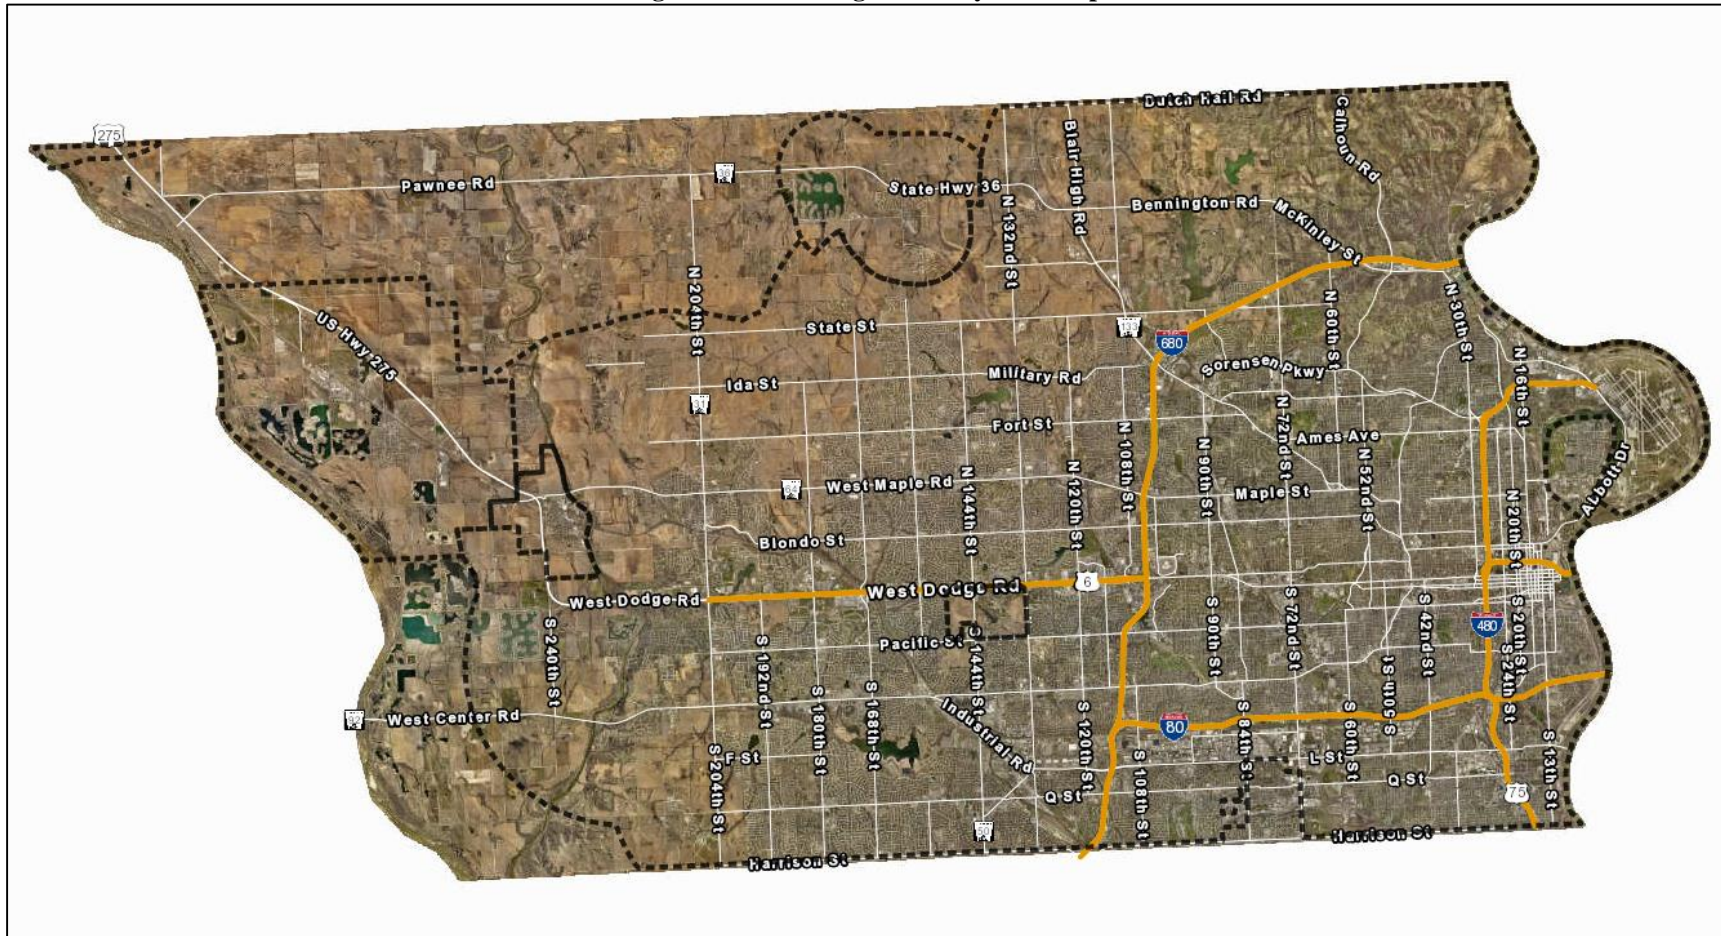 275
Dutch Hall Rd
Calhoun Rd
Blair High Rd
36
Pawnee Rd
State Hwy 36
N 132nd St
Bennington Rd
McKinley St
N 204th St
N 60th St
N 30th St
US Hwy 275
State St
133
680
N 16th St
Sorensen Pkwy
Military Rd
Ida St
31
N 72nd St
Fort St
Ames Ave
N 108th St
N 90th St
N 52nd St
Abbott Dr
West Maple Rd
64
N 144th St
N 120th St
Maple St
N 20th St
Blondo St
6
West Dodge Rd
West Dodge Rd
S 240th St
S 192nd St
Pacific St
S 144th St
S 90th St
S 72nd St
S 42nd St
480
S 20th St
S 24th St
S 50th St
92
West Center Rd
S 180th St
S 168th St
Industrial Rd
S 120th St
80
S 84th St
S 60th St
S 13th St
S 204th St
F St
S 108th St
L St
Q St
Q St
75
50
Harrison St
Harrison St